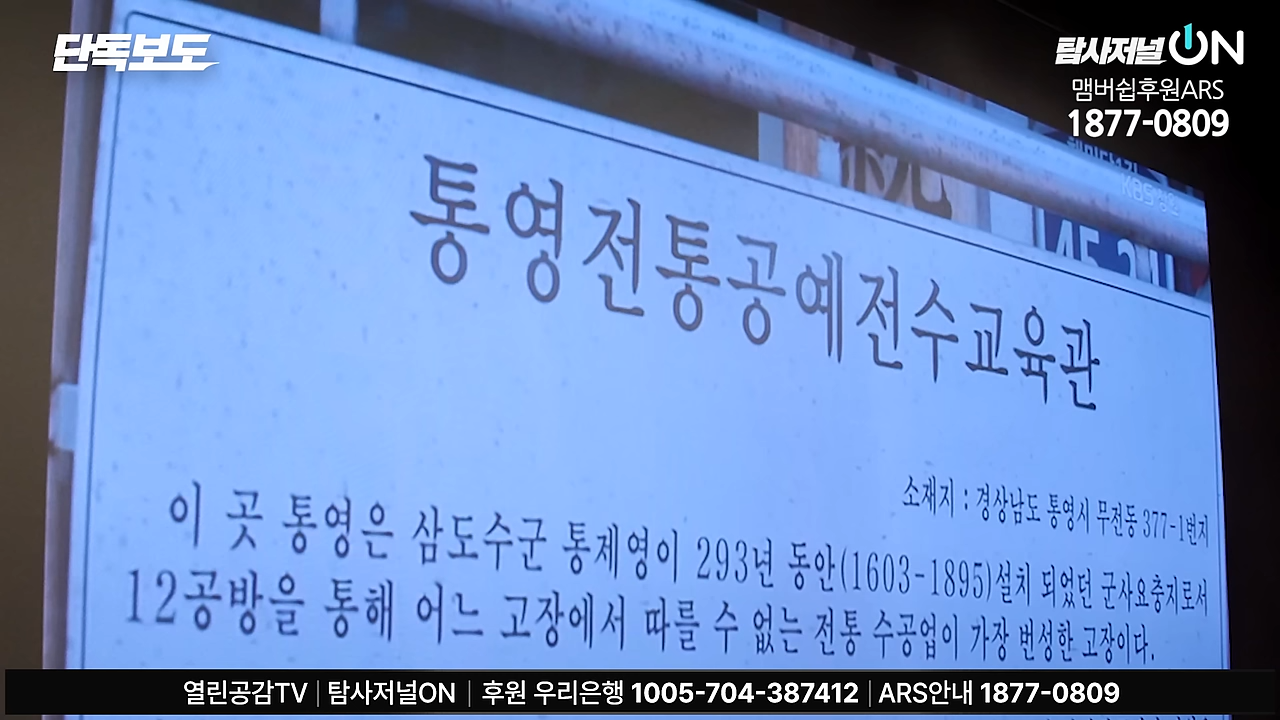 단독보도
탐사저널ON
맴버쉽후원ARS
1877-0809
KBS
통영전통공예전수교육관
소재지 : 경상남도 통영시 무전동 377-1번지
이 곳 통영은 삼도수군 통제영이 293년 동안(1603-1895)설치 되었던 군사요충지로서
12공방을 통해 어느 고장에서 따를 수 없는 전통 수공업이 가장 번성한 고장이다.
열린공감TV | 탐사저널ON | 후원 우리은행 1005-704-387412 | ARS안내 1877-0809